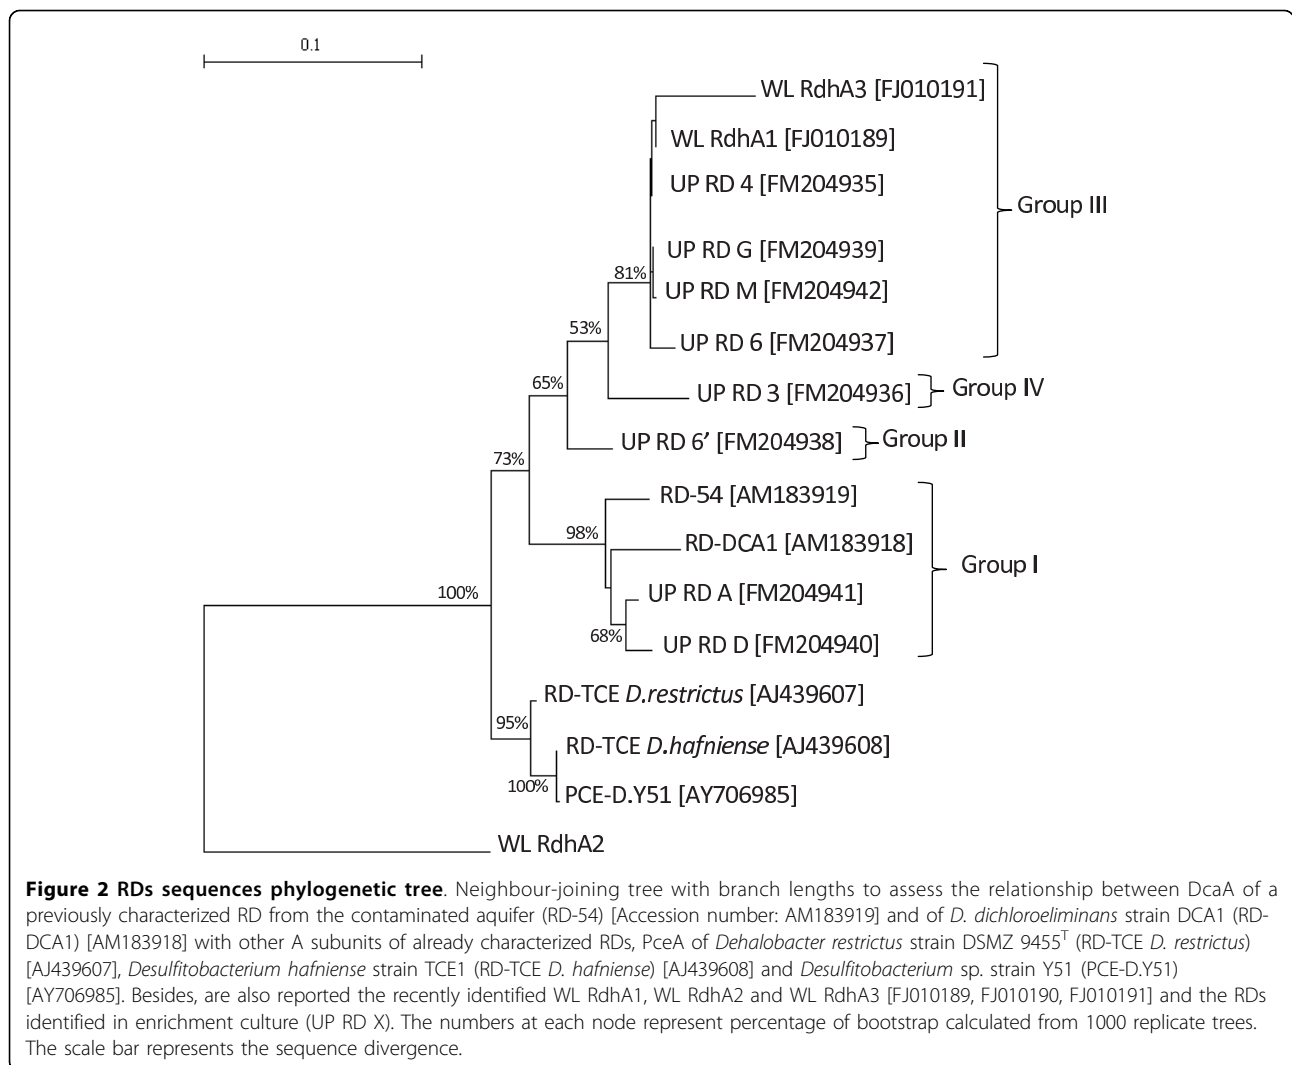 0.1
WL RdhA3 [FJ010191]
WL RdhA1 [FJ010189]
UP RD 4 [FM204935]
Group III
UP RD G [FM204939]
81%
UP RD M [FM204942]
53%
UP RD 6 [FM204937]
65%
UP RD 3 [FM204936]
Group IV
73%
UP RD 6’ [FM204938]
Group II
RD-54 [AM183919]
98%
RD-DCA1 [AM183918]
Group I
100%
UP RD A [FM204941]
68%
UP RD D [FM204940]
RD-TCE D.restrictus [AJ439607]
95%
RD-TCE D.hafniense [AJ439608]
100%
PCE-D.Y51 [AY706985]
WL RdhA2
Figure 2 RDs sequences phylogenetic tree. Neighbour-joining tree with branch lengths to assess the relationship between DcaA of a
previously characterized RD from the contaminated aquifer (RD-54) [Accession number: AM183919] and of D. dichloroeliminans strain DCA1 (RD-
DCA1) [AM183918] with other A subunits of already characterized RDs, PceA of Dehalobacter restrictus strain DSMZ 9455T (RD-TCE D. restrictus)
[AJ439607], Desulfitobacterium hafniense strain TCE1 (RD-TCE D. hafniense) [AJ439608] and Desulfitobacterium sp. strain Y51 (PCE-D.Y51)
[AY706985]. Besides, are also reported the recently identified WL RdhA1, WL RdhA2 and WL RdhA3 [FJ010189, FJ010190, FJ010191] and the RDs
identified in enrichment culture (UP RD X). The numbers at each node represent percentage of bootstrap calculated from 1000 replicate trees.
The scale bar represents the sequence divergence.